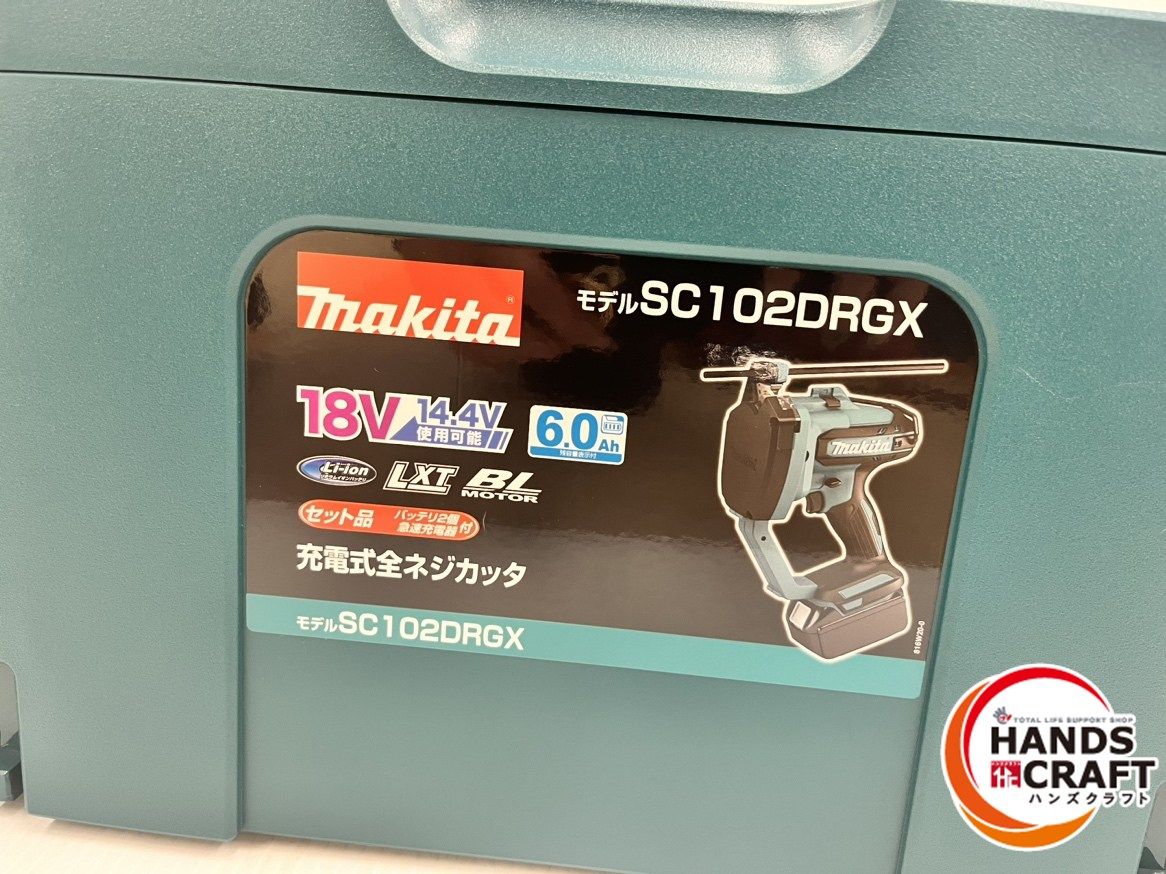 makita®
モデルSC102DRGX
18V
14.4V
使用可能
6.0Ah
残容量表示付
Li-ion
LXT
BL
MOTOR
セット品
バッテリ2個
急速充電器
付
充電式全ネジカッタ
モデルSC102DRGX
makita
816W20-0
TOTAL LIFE SUPPORT SHOP
HANDS
CRAFT
ハンズクラフト